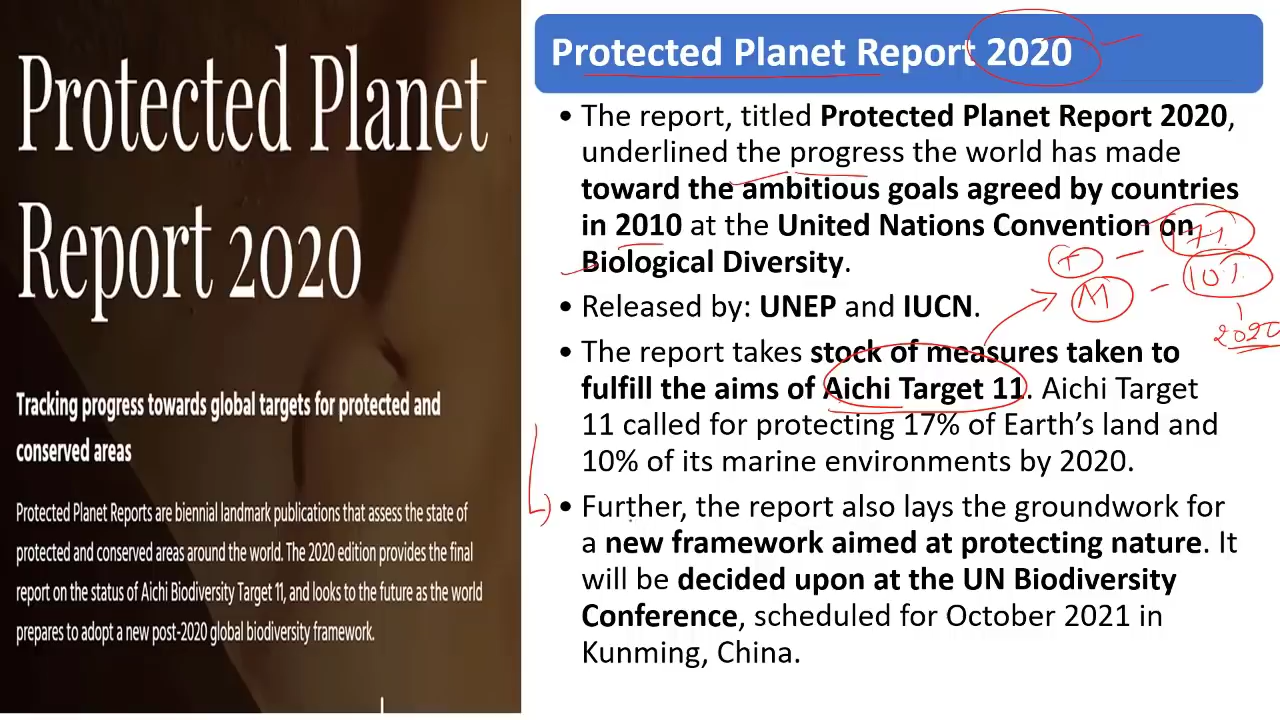 Protected Planet
Report 2020
Tracking progress towards global targets for protected and
conserved areas
Protected Planet Reports are biennial landmark publications that assess the state of
protected and conserved areas around the world. The 2020 edition provides the final
report on the status of Aichi Biodiversity Target 11, and looks to the future as the world
prepares to adopt a new post-2020 global biodiversity framework.
Protected Planet Report 2020
• The report, titled Protected Planet Report 2020,
underlined the progress the world has made
toward the ambitious goals agreed by countries
in 2010 at the United Nations Convention on
Biological Diversity.
T - 17%
M - 10%
2020
• Released by: UNEP and IUCN.
• The report takes stock of measures taken to
fulfill the aims of Aichi Target 11. Aichi Target
11 called for protecting 17% of Earth’s land and
10% of its marine environments by 2020.
• Further, the report also lays the groundwork for
a new framework aimed at protecting nature. It
will be decided upon at the UN Biodiversity
Conference, scheduled for October 2021 in
Kunming, China.